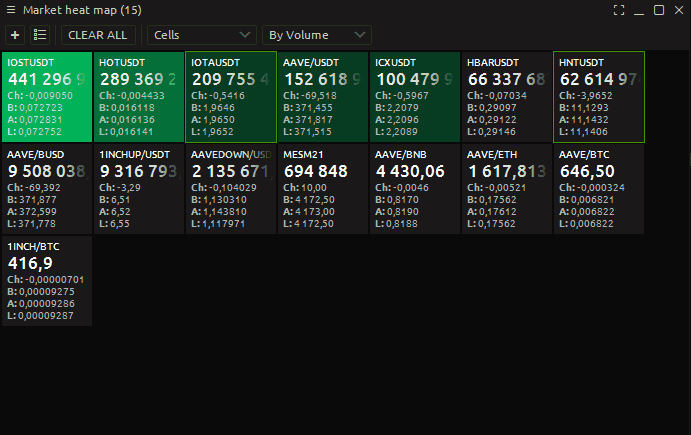 Market heat map (15)
CLEAR ALL Cells By Volume
IOSTUSDT
441 296
Ch: -0,009050
B: 0,072723
A: 0,072831
L: 0,072752
HOTUSDT
289 369
Ch: -0,004433
B: 0,016118
A: 0,016136
L: 0,016141
IOTAUSDT
209 755
Ch: -0,5416
B: 1,9646
A: 1,9650
L: 1,9652
AAVE/USDT
152 618
Ch: -69,518
B: 371,455
A: 371,817
L: 371,515
ICXUSDT
100 479
Ch: -0,5967
B: 2,2079
A: 2,2096
L: 2,2089
HBARUSDT
66 337
Ch: -0,07034
B: 0,29097
A: 0,29122
L: 0,29146
HNTUSDT
62 614
Ch: -3,9652
B: 11,1293
A: 11,1432
L: 11,1406
AAVE/BUSD
9 508 038,
Ch: -69,392
B: 371,877
A: 372,599
L: 371,778
1INCHUP/USDT
9 316 793
Ch: -3,29
B: 6,51
A: 6,52
L: 6,55
AAVEDOWN/USD
2 135 671,
Ch: -0,104029
B: 1,130310
A: 1,143810
L: 1,117971
MESM21
694 848
Ch: 10,00
B: 4 172,50
A: 4 173,00
L: 4 172,50
AAVE/BNB
4 430,06
Ch: -0,0046
B: 0,8170
A: 0,8190
L: 0,8188
AAVE/ETH
1 617,813
Ch: -0,00521
B: 0,17562
A: 0,17612
L: 0,17562
AAVE/BTC
646,50
Ch: -0,000324
B: 0,006821
A: 0,006822
L: 0,006822
1INCH/BTC
416,9
Ch: -0,00000701
B: 0,00009275
A: 0,00009286
L: 0,00009287